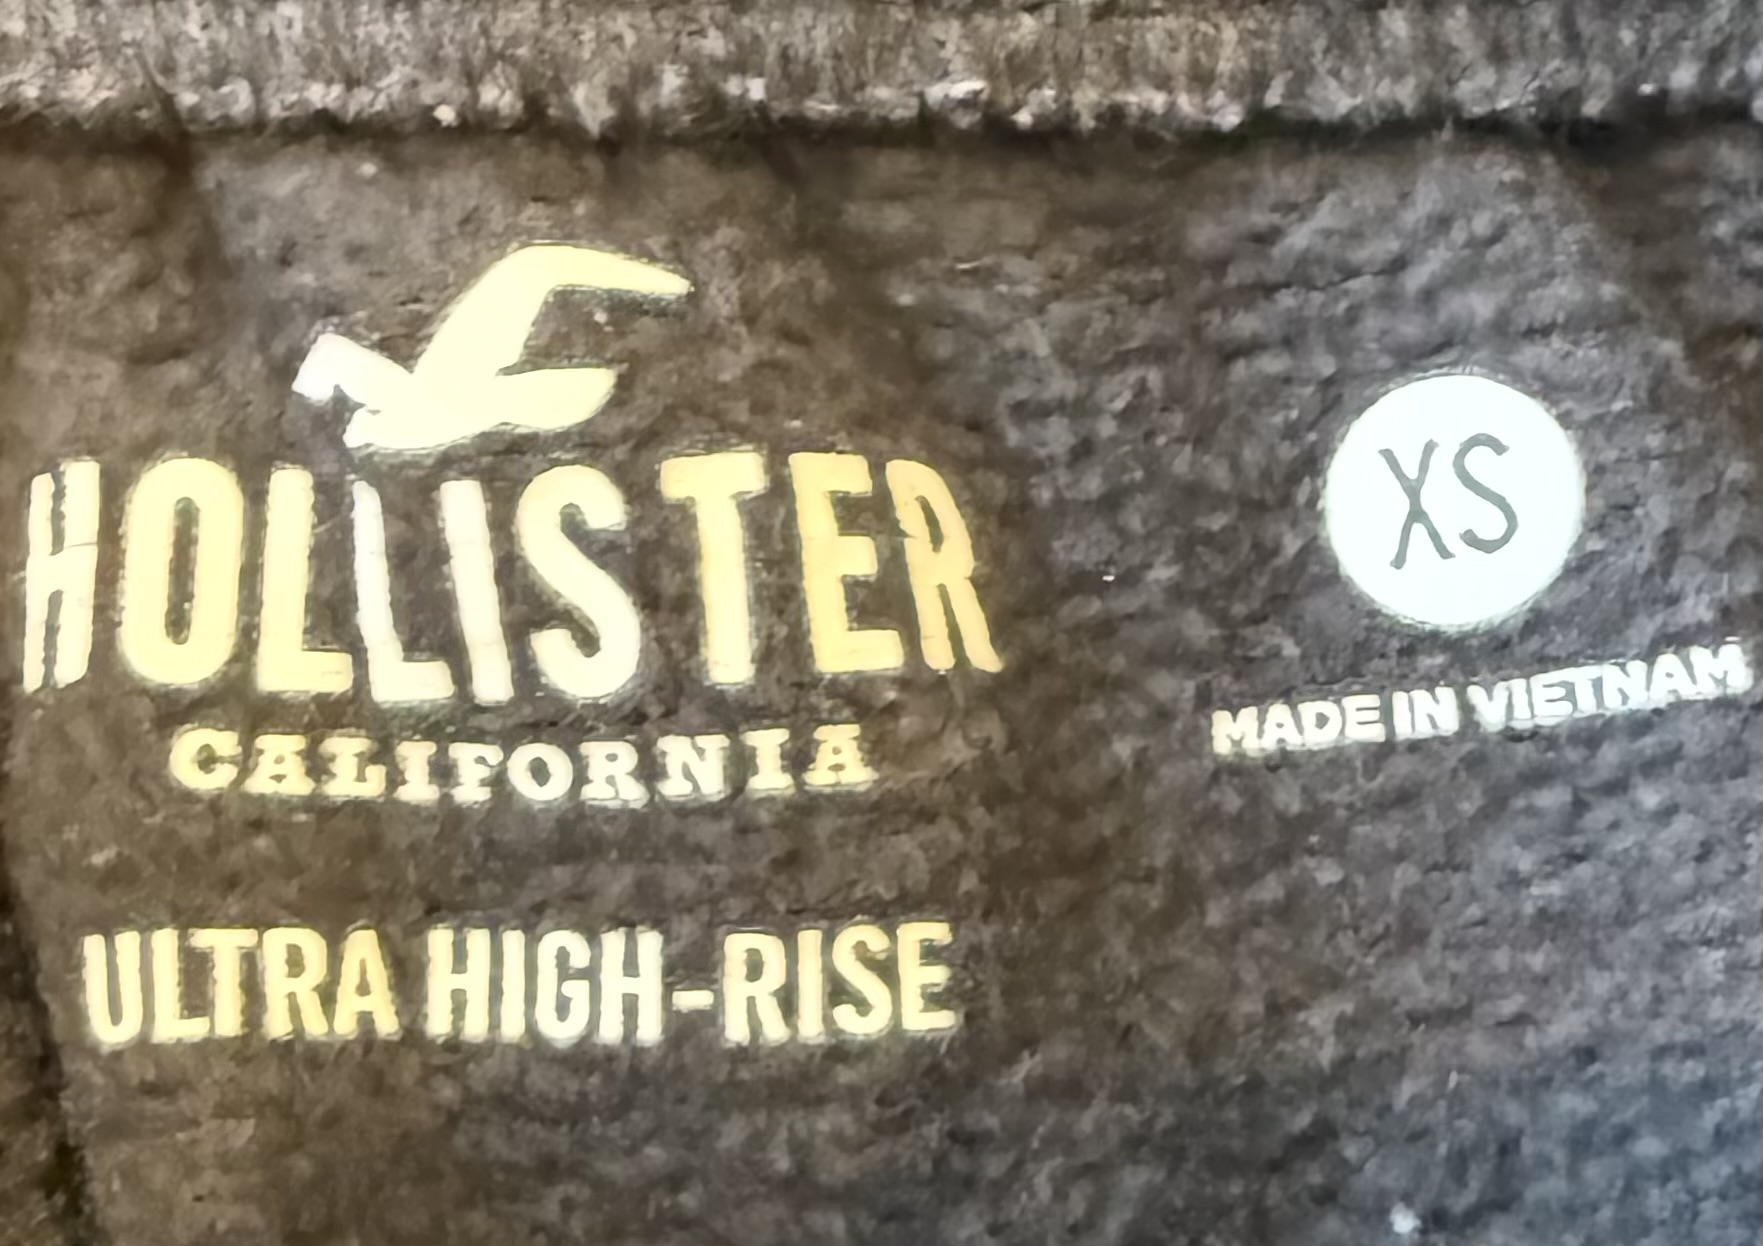 HOLLISTER
CALIFORNIA
ULTRA HIGH-RISE
XS
MADE IN VIETNAM